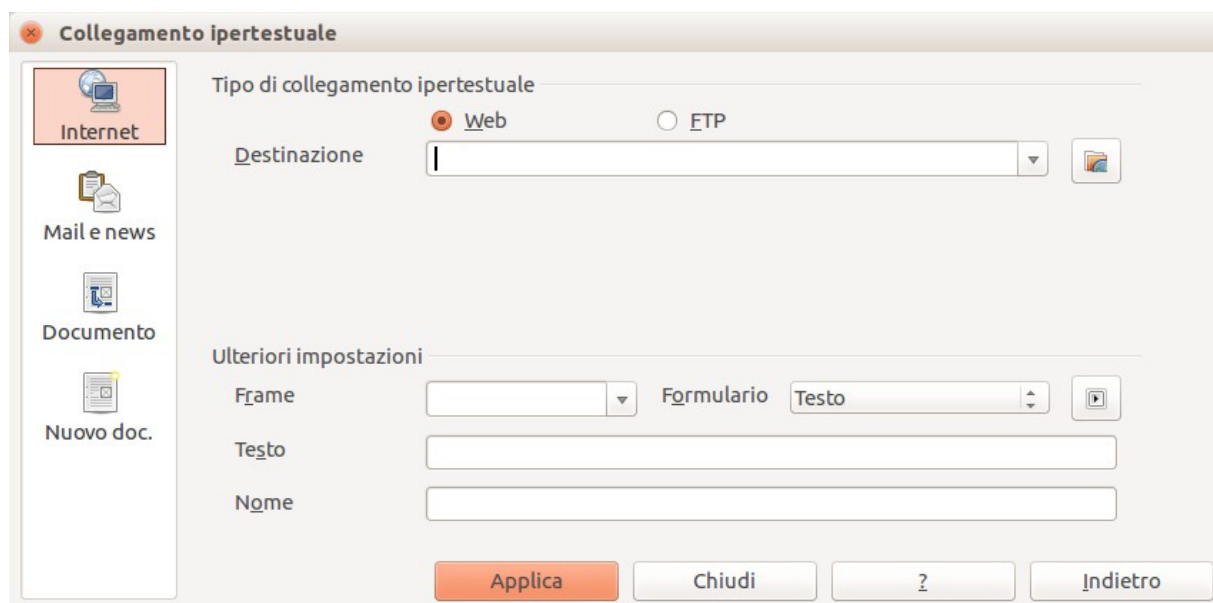 Collegamento ipertestuale
Internet
Mail e news
Documento
Nuovo doc.
Tipo di collegamento ipertestuale
Web FTP
Destinazione
Ulteriori impostazioni
Frame Formulario Testo
Testo
Nome
Applica Chiudi ? Indietro